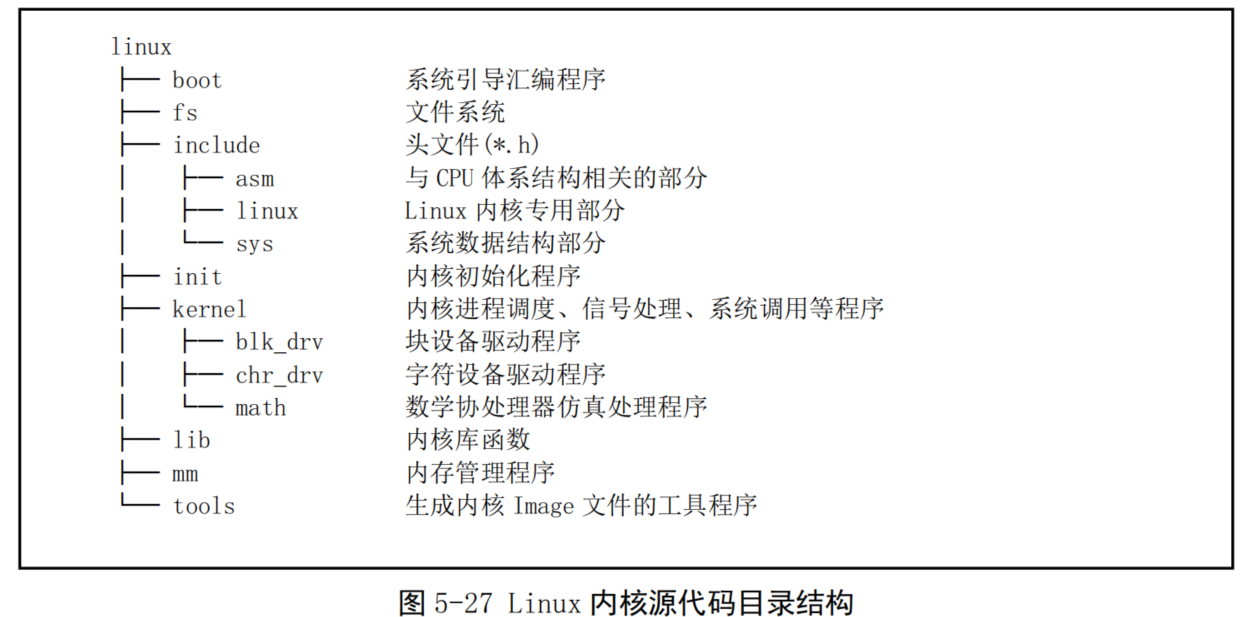 linux
├── boot 系统引导汇编程序
├── fs 文件系统
├── include 头文件(*.h)
│ ├── asm 与 CPU 体系结构相关的部分
│ ├── linux Linux 内核专用部分
│ └── sys 系统数据结构部分
├── init 内核初始化程序
├── kernel 内核进程调度、信号处理、系统调用等程序
│ ├── blk_drv 块设备驱动程序
│ ├── chr_drv 字符设备驱动程序
│ └── math 数学协处理器仿真处理程序
├── lib 内核库函数
├── mm 内存管理程序
└── tools 生成内核 Image 文件的工具程序
图 5-27 Linux 内核源代码目录结构